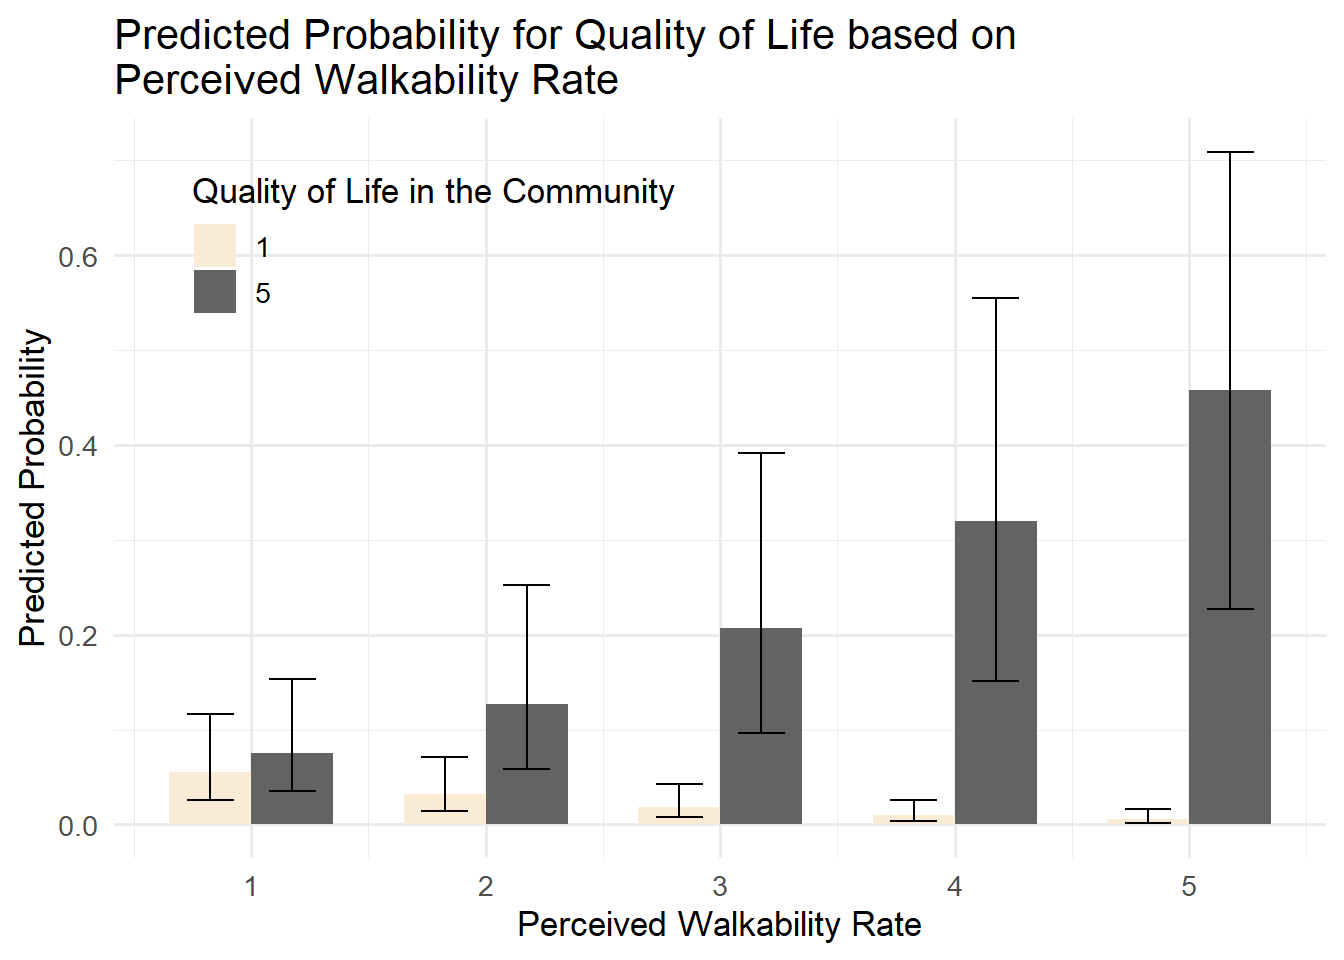 Predicted Probability for Quality of Life based on
Perceived Walkability Rate
Quality of Life in the Community
1
5
Predicted Probability
0.6
0.4
0.2
0.0
1 2 3 4 5
Perceived Walkability Rate